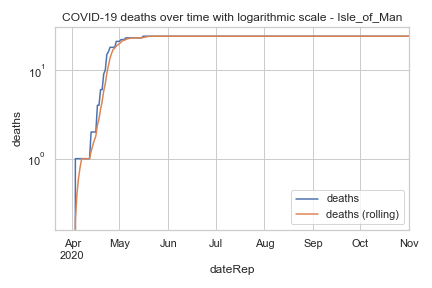 COVID-19 deaths over time with logarithmic scale - Isle_of_Man
deaths
10¹
10⁰
deaths
deaths (rolling)
Apr May Jun Jul Aug Sep Oct Nov
2020
dateRep